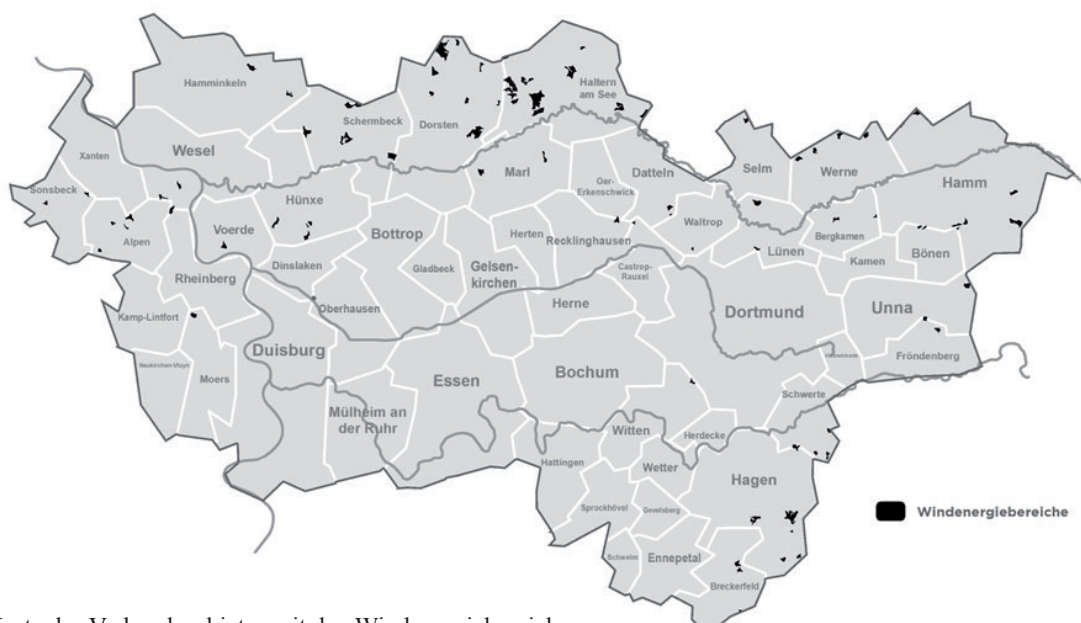 Hamminkeln
Haltern
am See
Schermbeck
Dorsten
Wesel
Xanten
Marl
Selm
Werne
Sonsbeck
Oer-
Erkenschwick
Datteln
Hamm
Hünxe
Alpen
Voerde
Bottrop
Herten
Recklinghausen
Waltrop
Bergkamen
Lünen
Bönen
Kamen
Rheinberg
Dinslaken
Gladbeck
Gelsen-
kirchen
Castrop-
Rauxel
Herne
Oberhausen
Kamp-Lintfort
Dortmund
Unna
Duisburg
Fröndenberg
Neukirchen-Vluyn
Moers
Essen
Bochum
Schwerte
Mülheim an
der Ruhr
Witten
Herdecke
Hattingen
Wetter
Hagen
Sprockhövel
Gevelsberg
Windenergiebereiche
Schwelm
Ennepetal
Breckerfeld